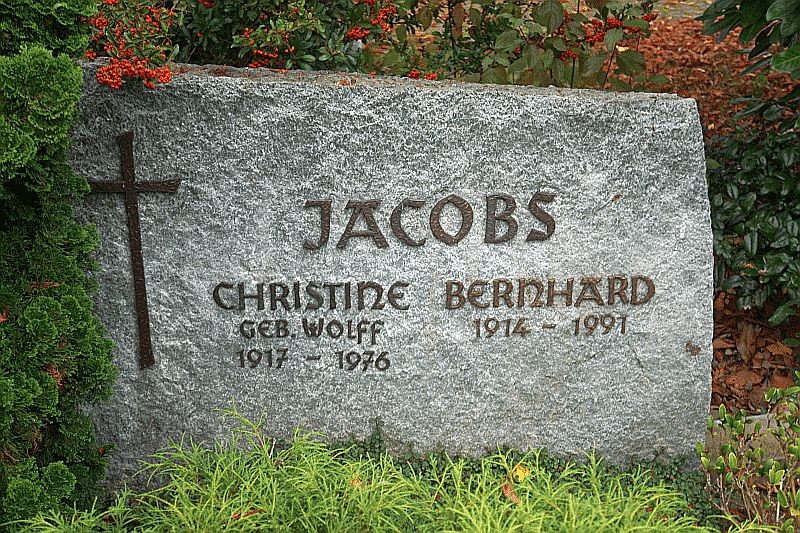 JACOBS
CHRISTINE BERNHARD
GEB. WOLFF 1914 - 1991
1917 - 1976